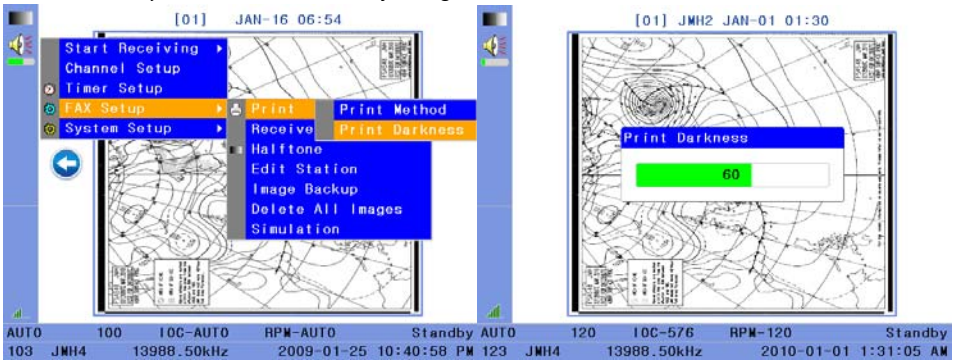 [01] JAN-16 06:54
Start Receiving
Channel Setup
Timer Setup
FAX Setup
System Setup
Print
Receive
Halftone
Edit Station
Image Backup
Delete All Images
Simulation
Print Method
Print Darkness
AUTO 100 IOC-AUTO RPM-AUTO Standby
103 JMH4 13988.50kHz 2009-01-25 10:40:58 PM
[01] JMH2 JAN-01 01:30
Print Darkness
60
AUTO 120 IOC-576 RPM-120 Standby
123 JMH4 13988.50kHz 2010-01-01 1:31:05 AM